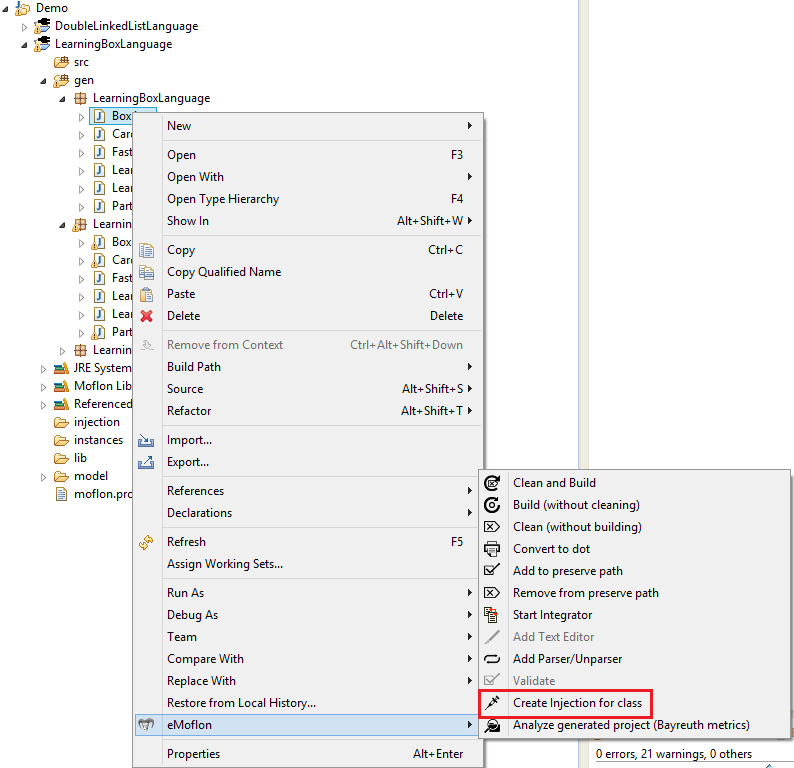 Demo
DoubleLinkedListLanguage
LearningBoxLanguage
src
gen
LearningBoxLanguage
Box
Card
Fast
Lear
Lear
Part
Learnin
Box
Card
Fast
Lear
Lear
Part
Learnin
JRE System
Moflon Lib
Referenced
injection
instances
lib
model
moflon.pro
New
Open F3
Open With
Open Type Hierarchy F4
Show In Alt+Shift+W
Copy Ctrl+C
Copy Qualified Name
Paste Ctrl+V
Delete Delete
Remove from Context Ctrl+Alt+Shift+Down
Build Path
Source Alt+Shift+S
Refactor Alt+Shift+T
Import...
Export...
References
Declarations
Refresh F5
Assign Working Sets...
Run As
Debug As
Team
Compare With
Replace With
Restore from Local History...
eMoflon
Properties Alt+Enter
Clean and Build
Build (without cleaning)
Clean (without building)
Convert to dot
Add to preserve path
Remove from preserve path
Start Integrator
Add Text Editor
Add Parser/Unparser
Validate
Create Injection for class
Analyze generated project (Bayreuth metrics)
0 errors, 21 warnings, 0 others